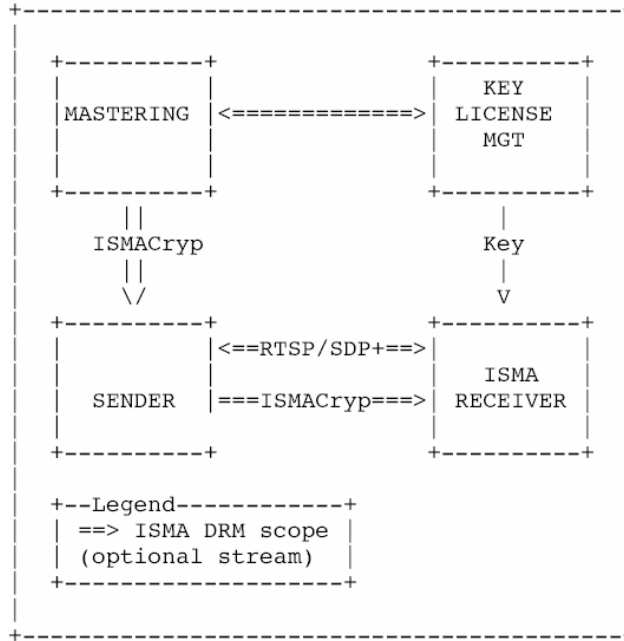 MASTERING <=============> KEY LICENSE MGT
|| |
ISMACryp Key
|| |
\/ V
<==RTSP/SDP+==>
SENDER ===ISMACryp===> ISMA RECEIVER
Legend
==> ISMA DRM scope
(optional stream)